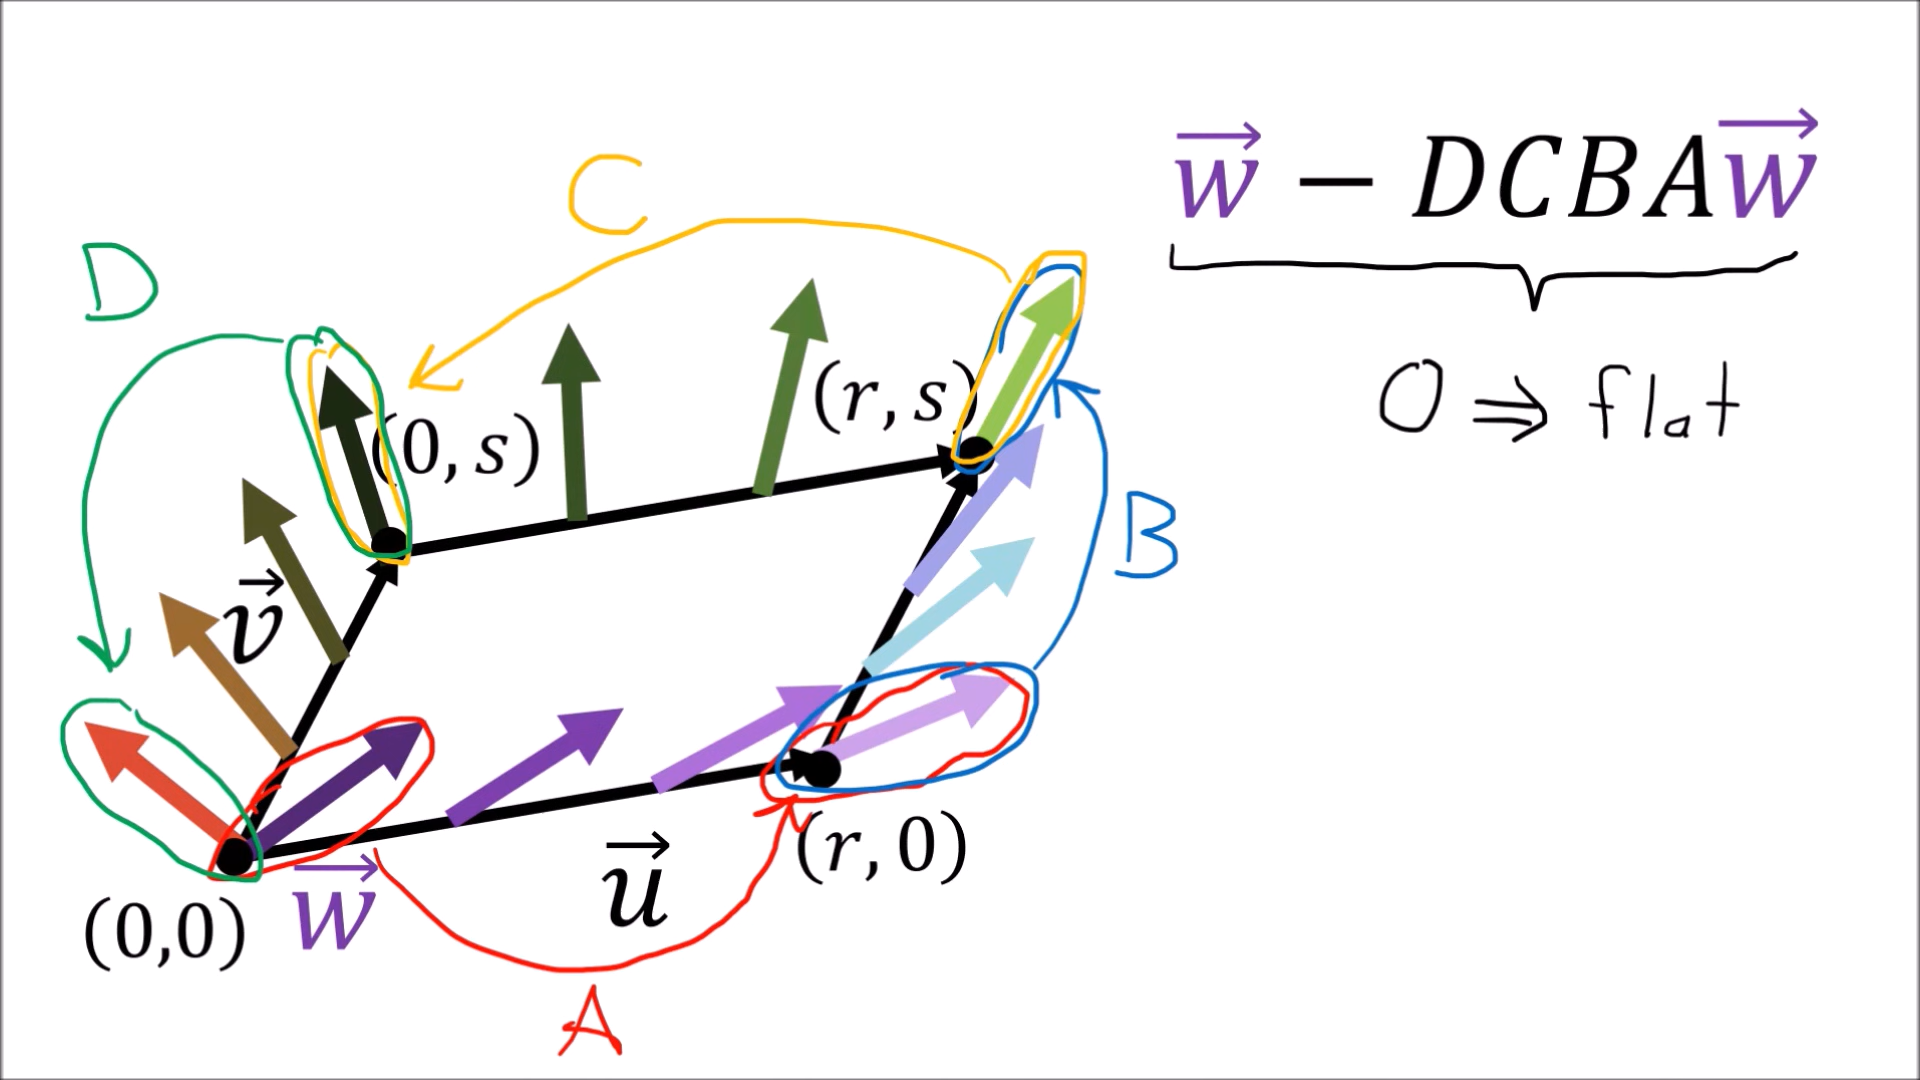 C
D
B
A
(0,s)
(r,s)
v⃗
(r,0)
u⃗
(0,0)
w⃗
w⃗ − DCBAw⃗
0 ⇒ flat